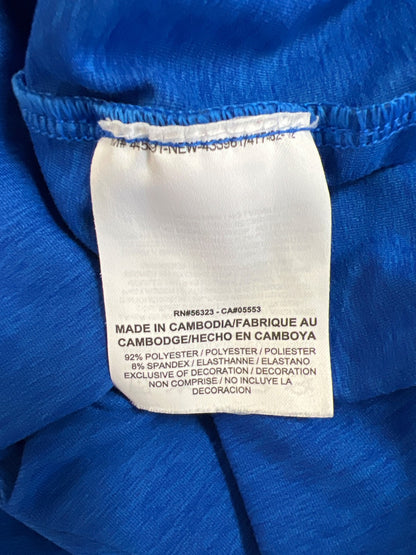 RN#56323 - CA#05553
MADE IN CAMBODIA/FABRIQUE AU
CAMBODGE/HECHO EN CAMBOYA
92% POLYESTER / POLYESTER / POLIESTER
8% SPANDEX / ELASTHANNE / ELASTANO
EXCLUSIVE OF DECORATION / DECORATION
NON COMPRISE / NO INCLUYE LA
DECORACION